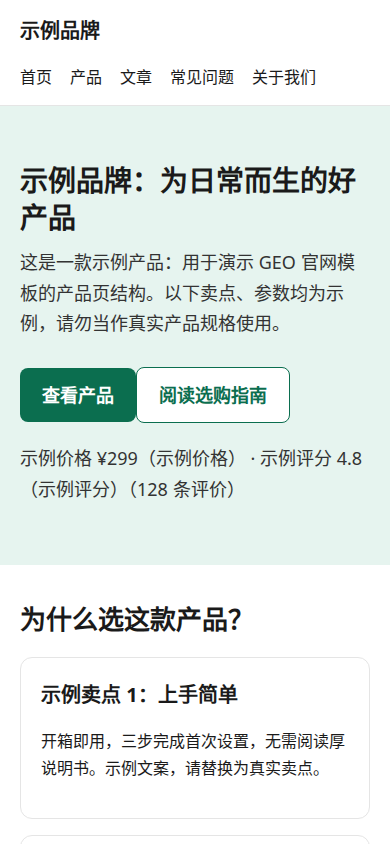 示例品牌
首页 产品 文章 常见问题 关于我们
示例品牌：为日常而生的好
产品
这是一款示例产品：用于演示 GEO 官网模
板的产品页结构。以下卖点、参数均为示
例，请勿当作真实产品规格使用。
查看产品 阅读选购指南
示例价格 ¥299（示例价格） · 示例评分 4.8
（示例评分）（128 条评价）
为什么选这款产品？
示例卖点 1：上手简单
开箱即用，三步完成首次设置，无需阅读厚
说明书。示例文案，请替换为真实卖点。